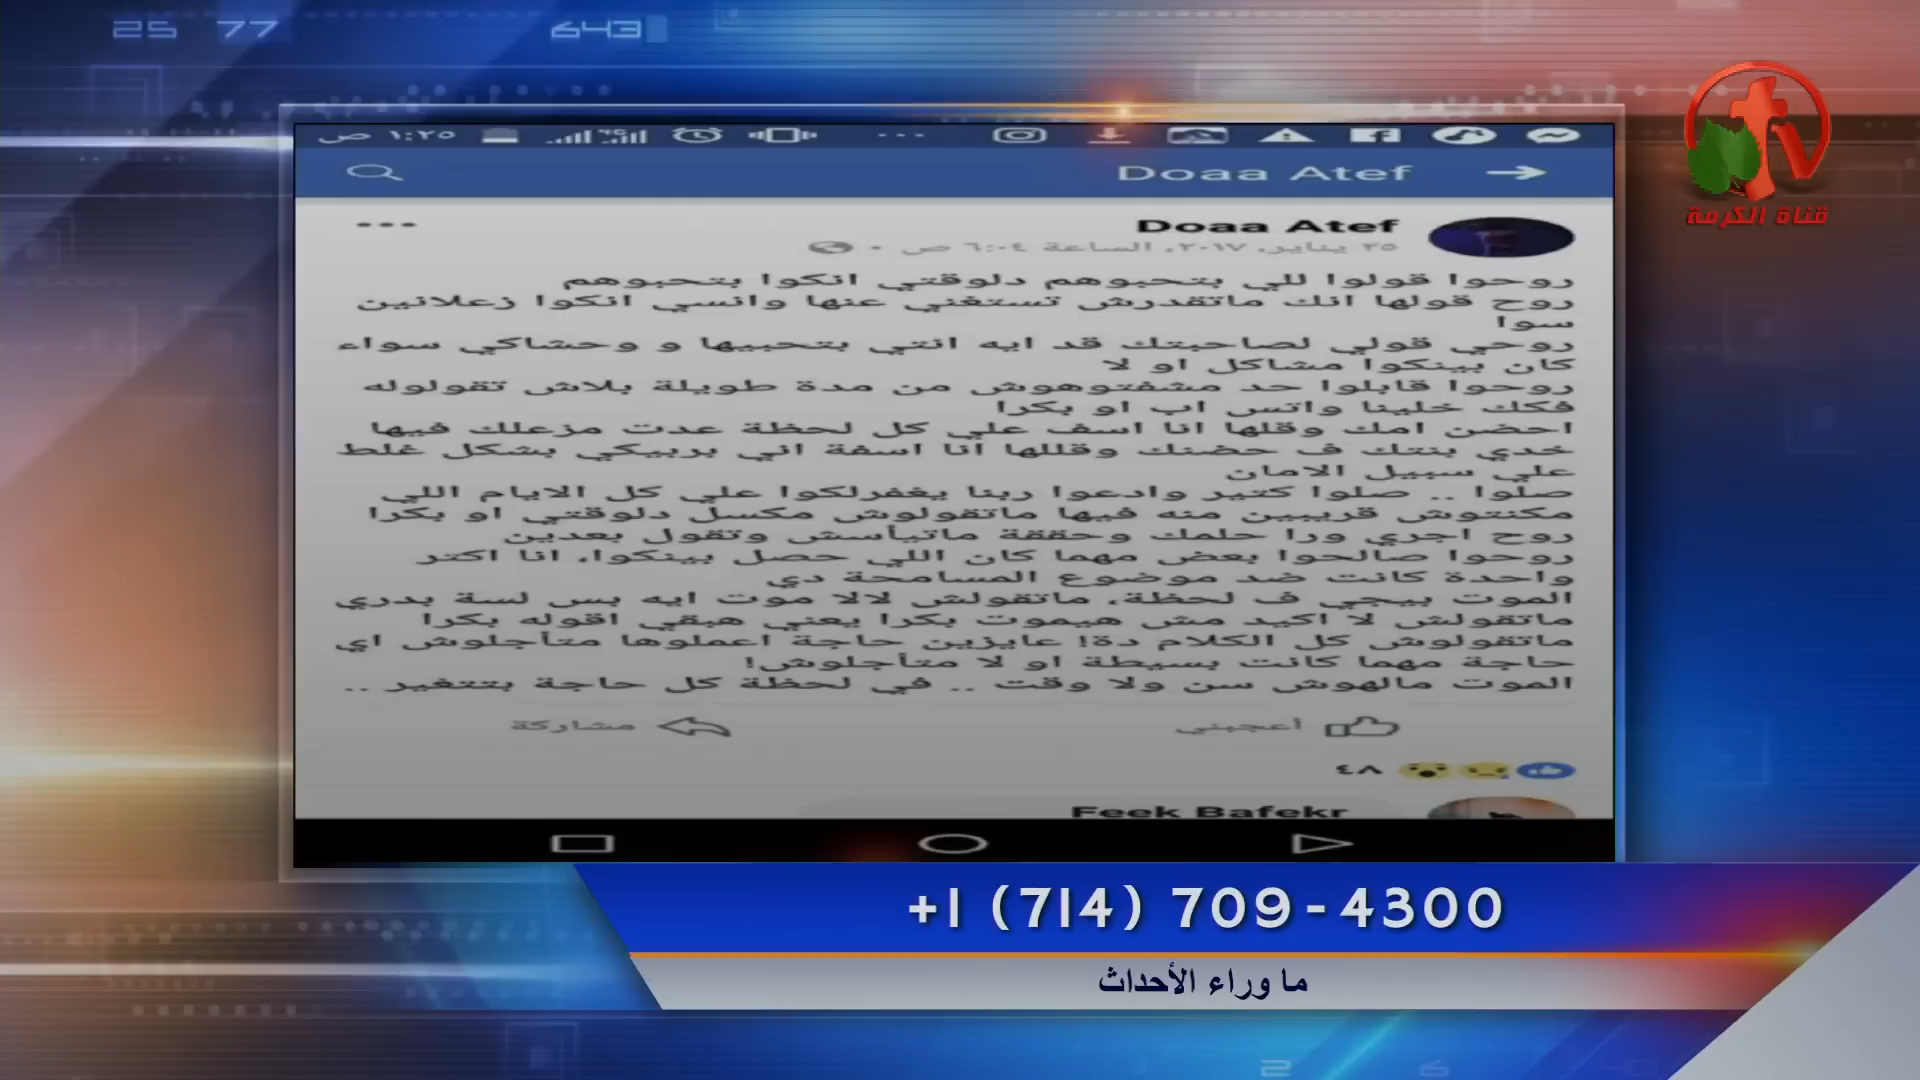 25 77 643
قناة الكرمة
١:٢٥ ص
Doaa Atef
Doaa Atef
٢٥ يناير، ٢٠١٧، الساعة ٦:٠٤ ص
روحوا قولوا للي بتحبوهم دلوقتي انكوا بتحبوهم
روح قولها انك ماتقدرش تستغني عنها وانسي انكوا زعلانين
سوا
روحي قولي لصاحبتك قد ايه انتي بتحبيها و وحشاكي سواء
كان بينكوا مشاكل او لا
روحوا قابلوا حد مشفتوهوش من مدة طويلة بلاش تقولوله
فكك خلينا واتس اب او بكرا
احضن امك وقلها انا اسف علي كل لحظة عدت مزعلك فيها
خدي بنتك ف حضنك وقللها انا اسفة اني بربيكي بشكل غلط
علي سبيل الامان
صلوا .. صلوا كتير وادعوا ربنا يغفرلكوا علي كل الايام اللي
مكنتوش قريبين منه فيها ماتقولوش مكسل دلوقتي او بكرا
روح اجري ورا حلمك وحققة ماتيأسش وتقول بعدين
روحوا صالحوا بعض مهما كان اللي حصل بينكوا، انا اكتر
واحدة كانت ضد موضوع المسامحة دي
الموت بيجي ف لحظة، ماتقولش لالا موت ايه بس لسة بدري
ماتقولش لا اكيد مش هيموت بكرا يعني هبقي اقوله بكرا
ماتقولوش كل الكلام دة! عايزين حاجة اعملوها متأجلوش اي
حاجة مهما كانت بسيطة او لا متأجلوش!
الموت مالهوش سن ولا وقت .. في لحظة كل حاجة بتتغير ..
أعجبني
مشاركة
٤٨
Feek Bafekr
+1 (714) 709-4300
ما وراء الأحداث